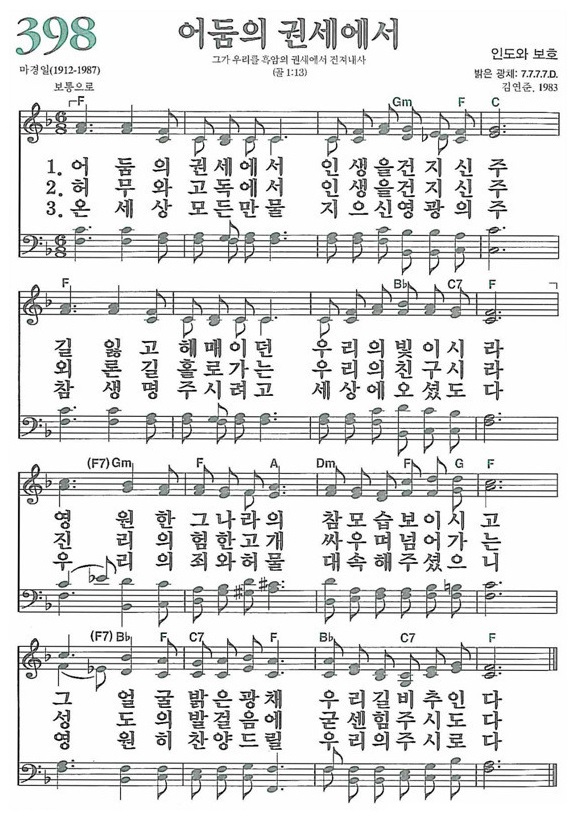 398
어둠의 권세에서
그가 우리를 흑암의 권세에서 건져내사
(골 1:13)
인도와 보호
마경일(1912-1987)
밝은 광채: 7.7.7.7.D.
보통으로
김연준, 1983
F Gm F C
1. 어 둠 의 권 세 에 서 인 생 을 건 지 신 주
2. 허 무 와 고 독 에 서 인 생 을 건 지 신 주
3. 온 세 상 모 든 만 물 지 으 신 영 광 의 주
F B♭ C7 F
길 잃 고 헤 매 이 던 우 리 의 빛 이 시 라
외 론 길 홀 로 가 는 우 리 의 친 구 시 라
참 생 명 주 시 려 고 세 상 에 오 셨 도 다
(F7) Gm F A Dm F G F
영 원 한 그 나 라 의 참 모 습 보 이 시 고
진 리 의 험 한 고 개 싸 우 며 넘 어 가 는
우 리 의 죄 와 허 물 대 속 해 주 셨 으 니
(F7) B♭ F C7 F B♭ C7 F
그 얼 굴 밝 은 광 채 우 리 길 비 추 인 다
성 도 의 발 걸 음 에 굳 센 힘 주 시 도 다
영 원 히 찬 양 드 릴 우 리 의 주 시 로 다